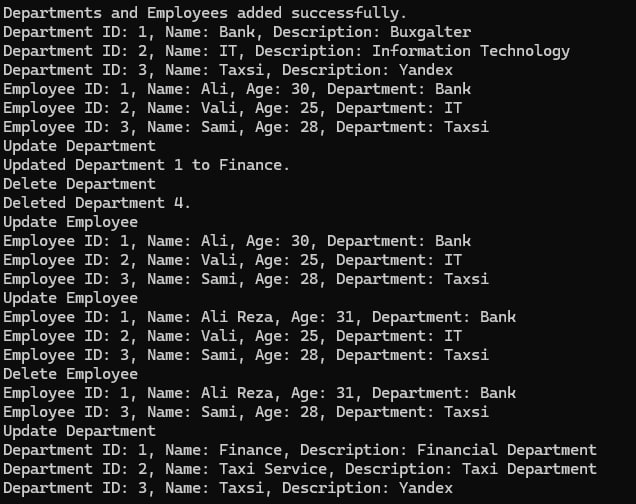 Departments and Employees added successfully.
Department ID: 1, Name: Bank, Description: Buxgalter
Department ID: 2, Name: IT, Description: Information Technology
Department ID: 3, Name: Taxsi, Description: Yandex
Employee ID: 1, Name: Ali, Age: 30, Department: Bank
Employee ID: 2, Name: Vali, Age: 25, Department: IT
Employee ID: 3, Name: Sami, Age: 28, Department: Taxsi
Update Department
Updated Department 1 to Finance.
Delete Department
Deleted Department 4.
Update Employee
Employee ID: 1, Name: Ali, Age: 30, Department: Bank
Employee ID: 2, Name: Vali, Age: 25, Department: IT
Employee ID: 3, Name: Sami, Age: 28, Department: Taxsi
Update Employee
Employee ID: 1, Name: Ali Reza, Age: 31, Department: Bank
Employee ID: 2, Name: Vali, Age: 25, Department: IT
Employee ID: 3, Name: Sami, Age: 28, Department: Taxsi
Delete Employee
Employee ID: 1, Name: Ali Reza, Age: 31, Department: Bank
Employee ID: 3, Name: Sami, Age: 28, Department: Taxsi
Update Department
Department ID: 1, Name: Finance, Description: Financial Department
Department ID: 2, Name: Taxi Service, Description: Taxi Department
Department ID: 3, Name: Taxsi, Description: Yandex